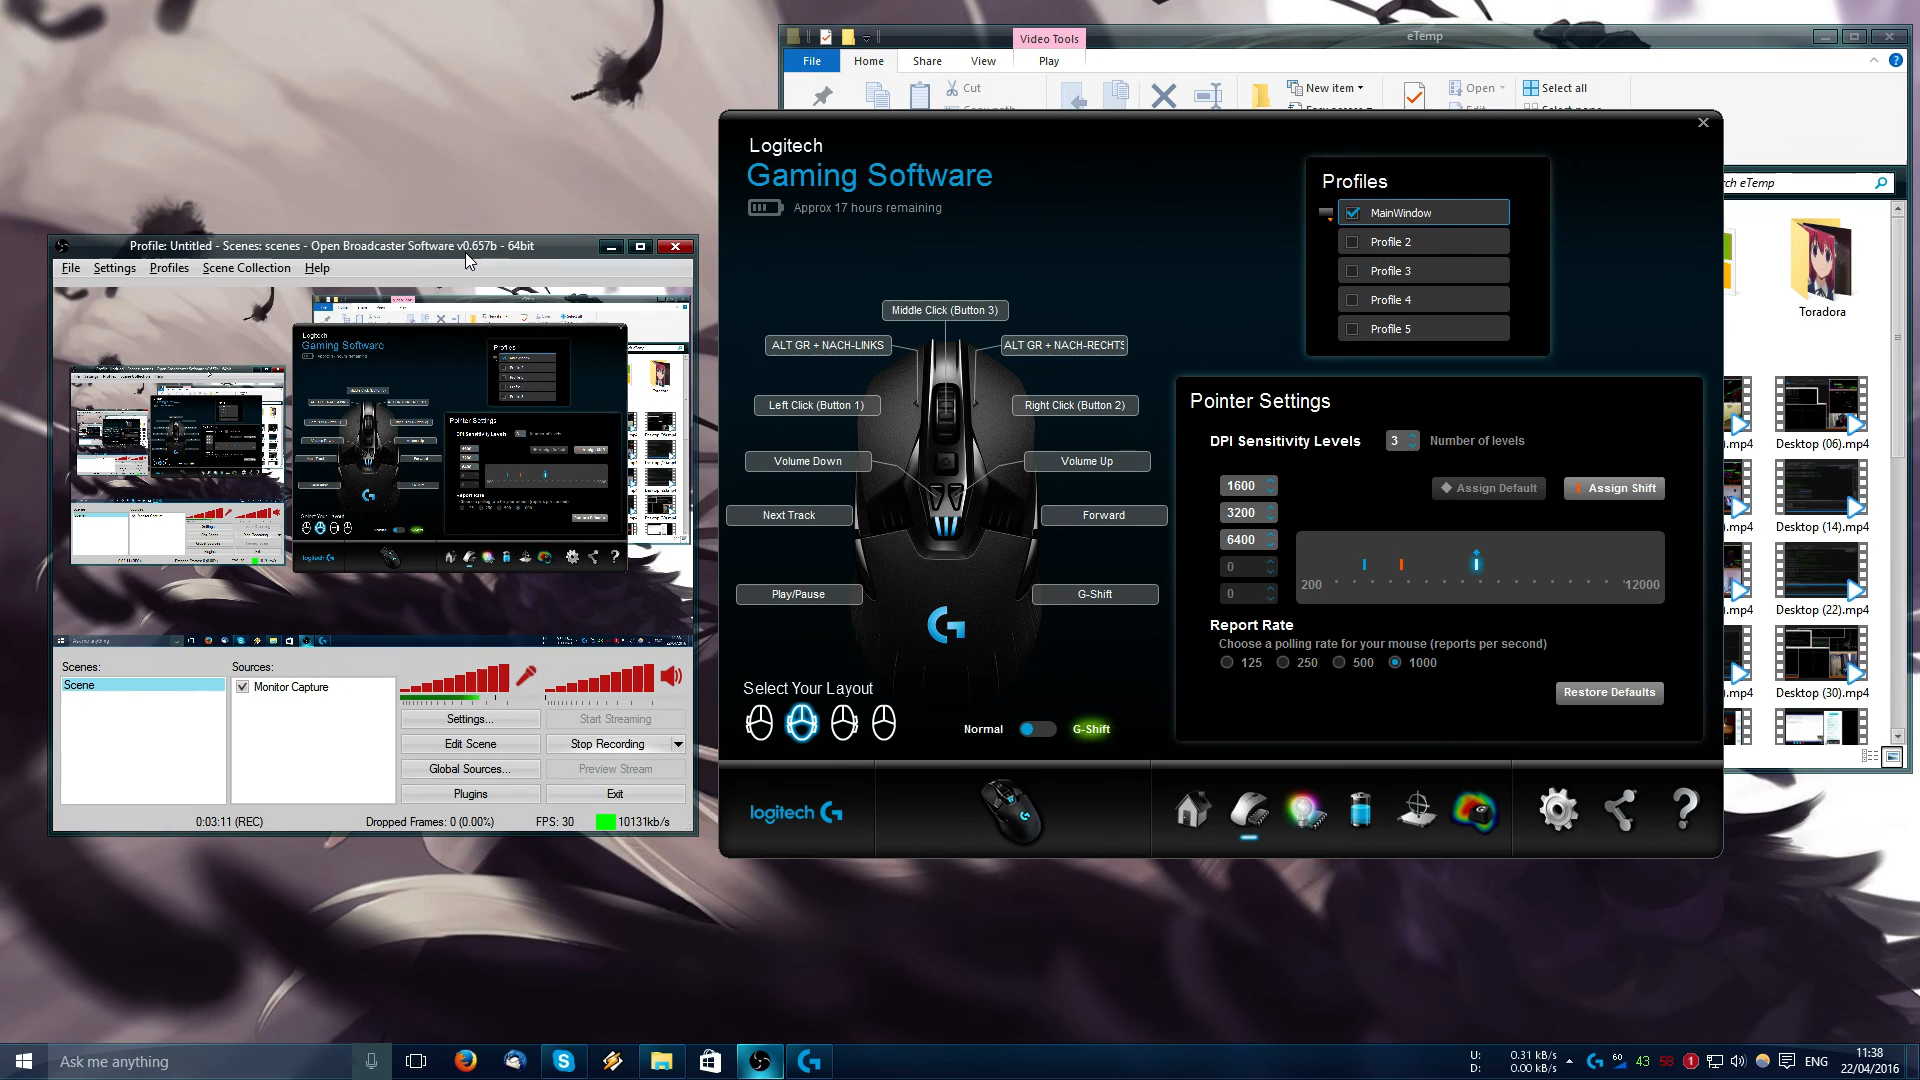 Video Tools
eTemp
File
Home
Share
View
Play
Cut
New item
Open
Select all
Logitech
Gaming Software
Approx 17 hours remaining
Profiles
MainWindow
Profile 2
Profile 3
Profile 4
Profile 5
rch eTemp
Toradora
Profile: Untitled - Scenes: scenes - Open Broadcaster Software v0.657b - 64bit
File Settings Profiles Scene Collection Help
Middle Click (Button 3)
ALT GR + NACH-LINKS
ALT GR + NACH-RECHTS
Left Click (Button 1)
Right Click (Button 2)
Volume Down
Volume Up
Next Track
Forward
Play/Pause
G-Shift
Select Your Layout
Normal
G-Shift
Pointer Settings
DPI Sensitivity Levels
3
Number of levels
1600
3200
6400
0
0
Assign Default
Assign Shift
200
12000
Report Rate
Choose a polling rate for your mouse (reports per second)
125 250 500 1000
Restore Defaults
).mp4
Desktop (06).mp4
).mp4
Desktop (14).mp4
).mp4
Desktop (22).mp4
).mp4
Desktop (30).mp4
Logitech
Gaming Software
Profiles
Pointer Settings
Toradora
Scenes:
Scene
Sources:
Monitor Capture
Settings...
Start Streaming
Edit Scene
Stop Recording
Global Sources...
Preview Stream
Plugins
Exit
0:03:11 (REC)
Dropped Frames: 0 (0.00%)
FPS: 30
10131kb/s
logitech G
Ask me anything
U: 0.31 kB/s
D: 0.00 kB/s
60
43
58
1
ENG
11:38
22/04/2016